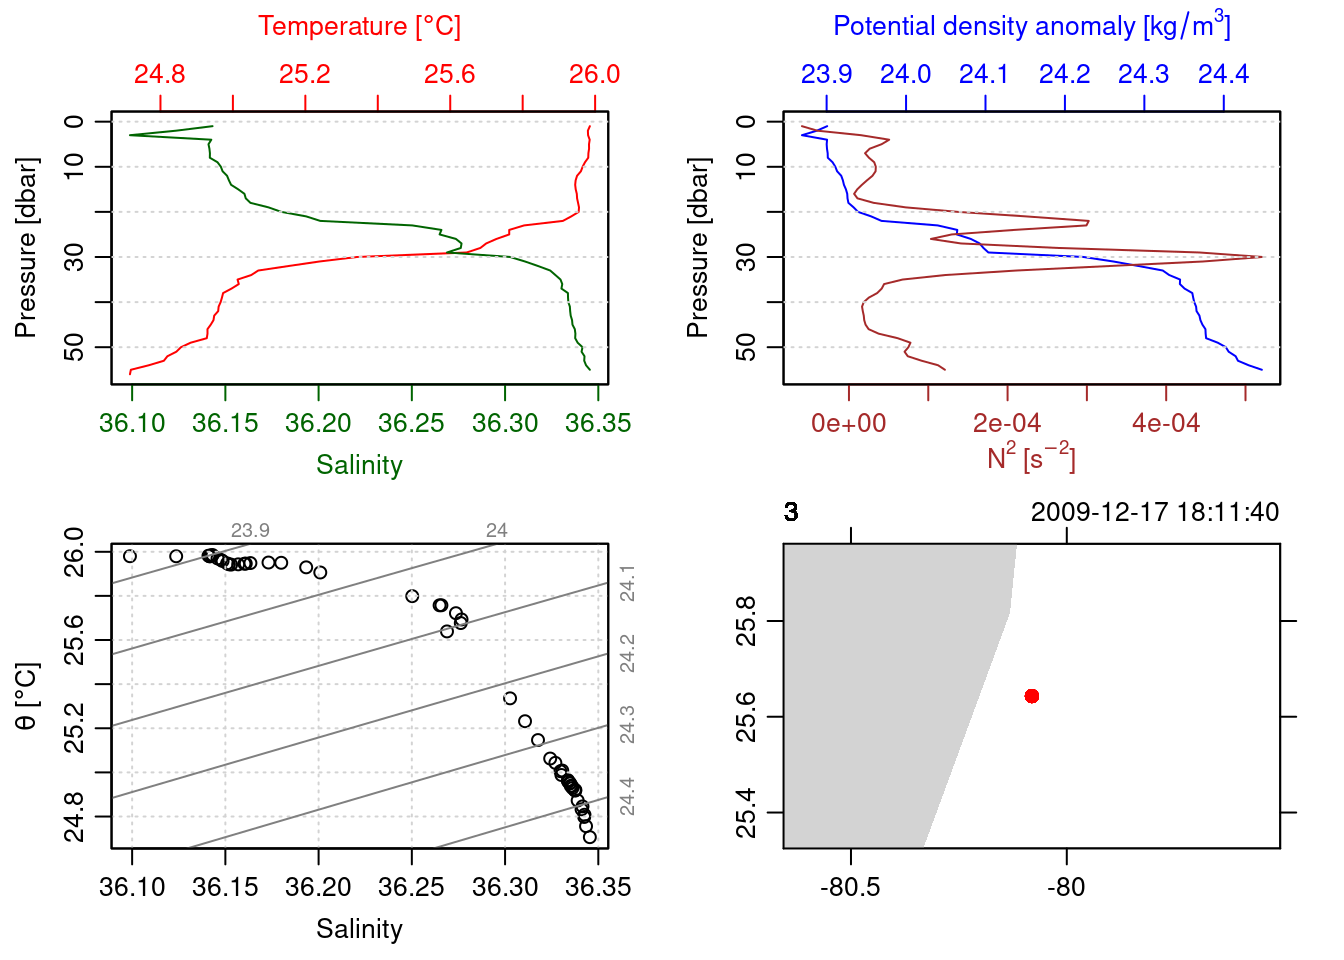 Temperature [°C]
24.8 25.2 25.6 26.0
Pressure [dbar]
0
10
30
50
36.10 36.15 36.20 36.25 36.30 36.35
Salinity
Potential density anomaly [kg/m³]
23.9 24.0 24.1 24.2 24.3 24.4
Pressure [dbar]
0
10
30
50
0e+00 2e-04 4e-04
N² [s⁻²]
23.9 24
θ [°C]
26.0
25.6
25.2
24.8
24.1
24.2
24.3
24.4
36.10 36.15 36.20 36.25 36.30 36.35
Salinity
3 2009-12-17 18:11:40
25.8
25.6
25.4
-80.5 -80